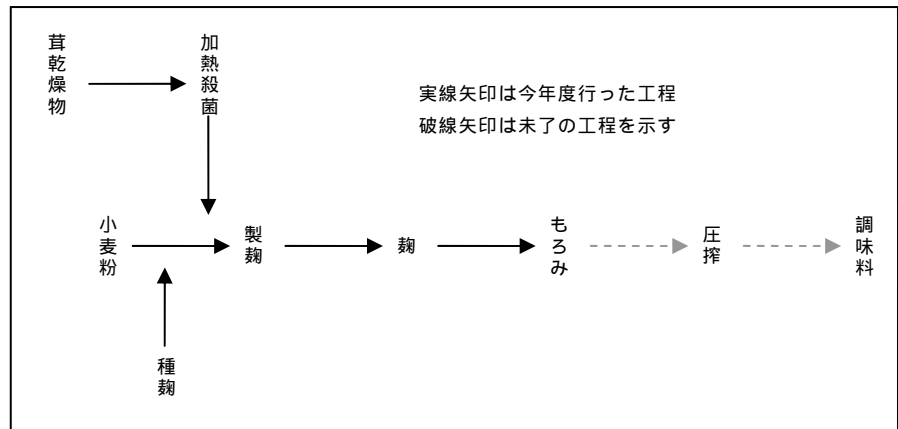 茸乾燥物
加熱殺菌
実線矢印は今年度行った工程
破線矢印は未了の工程を示す
小麦粉
製麹
麹
もろみ
圧搾
調味料
種麹